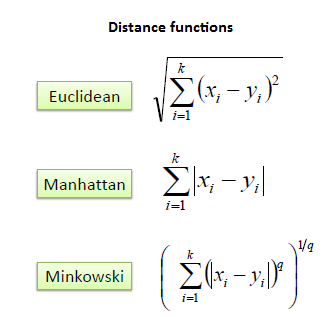 Distance functions
Euclidean √(∑_{i=1}^{k} (x_i − y_i)^2)
Manhattan ∑_{i=1}^{k} |x_i − y_i|
Minkowski (∑_{i=1}^{k} (|x_i − y_i|)^q)^{1/q}